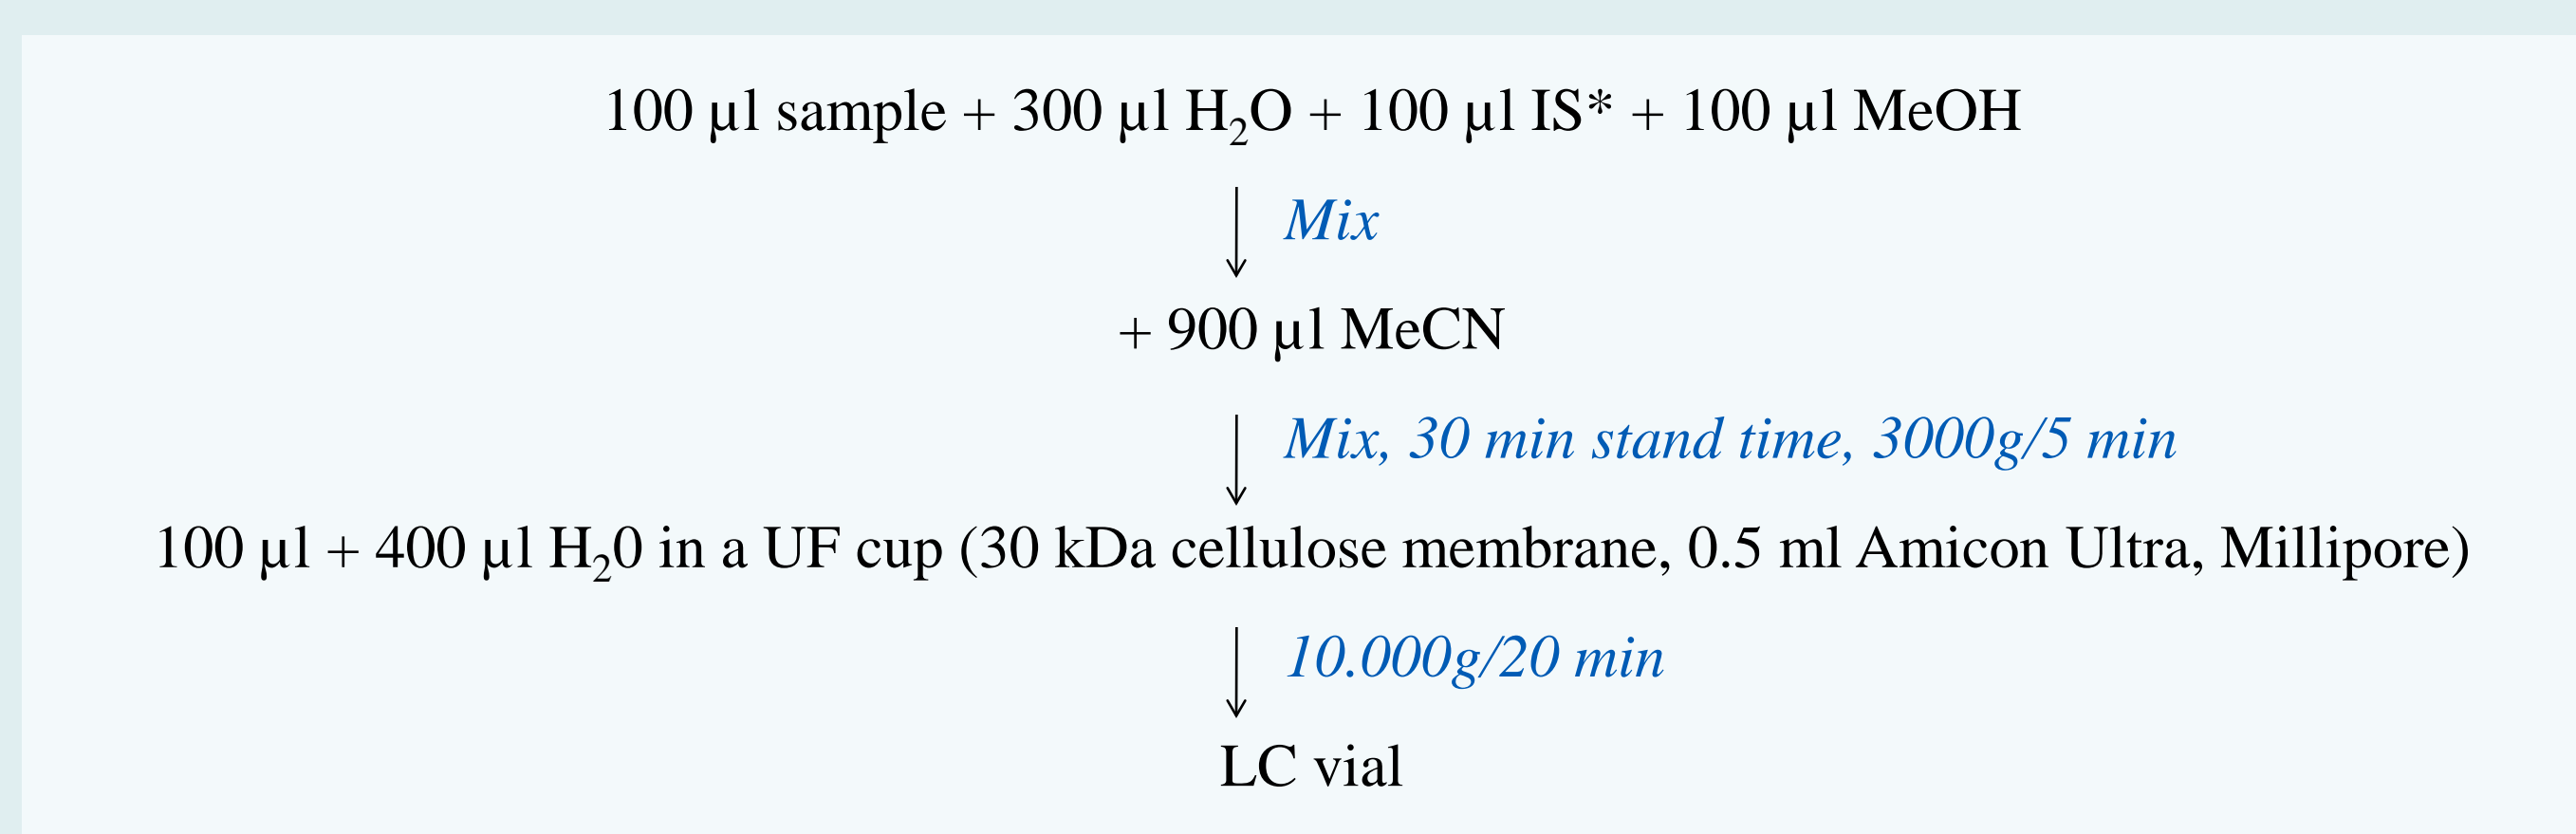 100 µl sample + 300 µl H₂O + 100 µl IS* + 100 µl MeOH
Mix
+ 900 µl MeCN
Mix, 30 min stand time, 3000g/5 min
100 µl + 400 µl H₂0 in a UF cup (30 kDa cellulose membrane, 0.5 ml Amicon Ultra, Millipore)
10.000g/20 min
LC vial